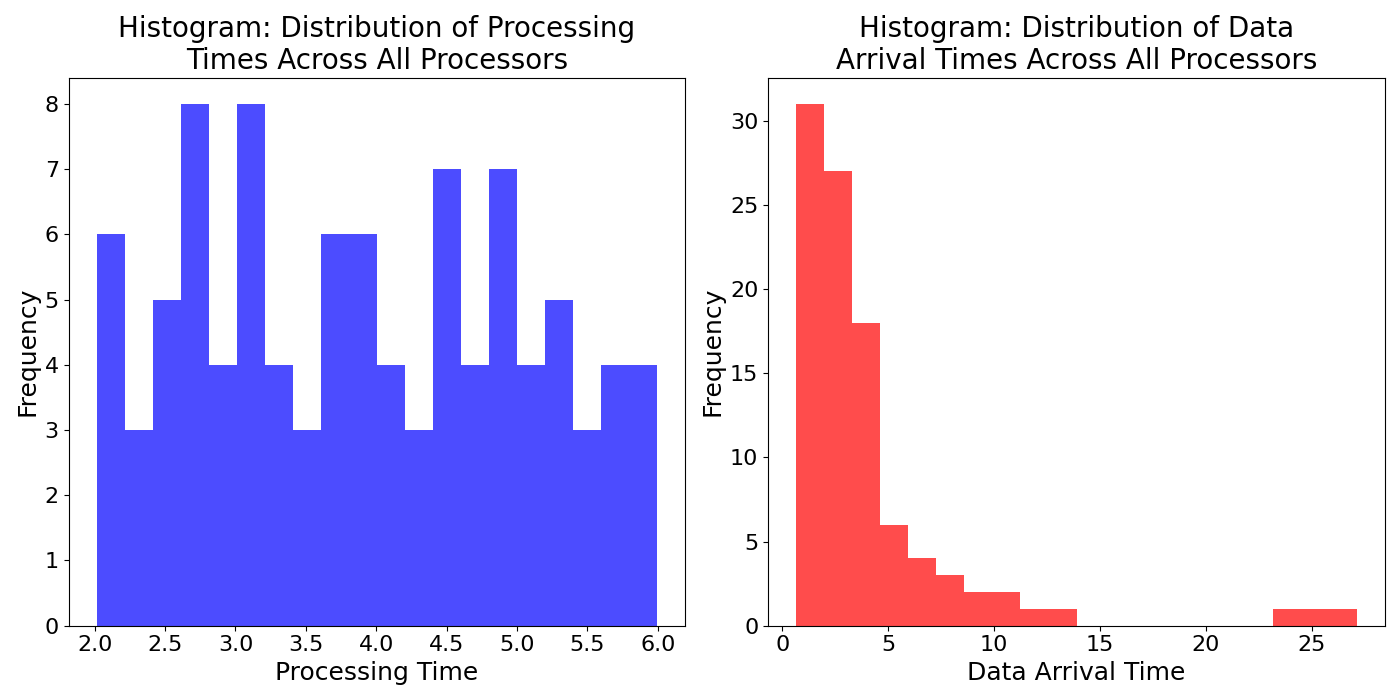 Histogram: Distribution of Processing
Times Across All Processors
Frequency
8
7
6
5
4
3
2
1
0
2.0 2.5 3.0 3.5 4.0 4.5 5.0 5.5 6.0
Processing Time
Histogram: Distribution of Data
Arrival Times Across All Processors
Frequency
30
25
20
15
10
5
0
0 5 10 15 20 25
Data Arrival Time